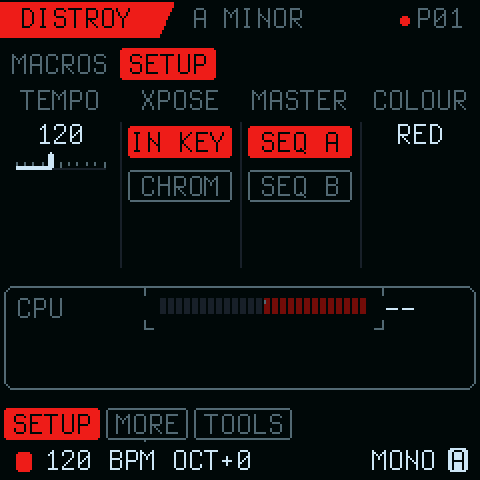 DISTROY A MINOR P01
MACROS SETUP
TEMPO XPOSE MASTER COLOUR
120 IN KEY SEQ A RED
CHROM SEQ B
CPU --
SETUP MORE TOOLS
120 BPM OCT+0 MONO A